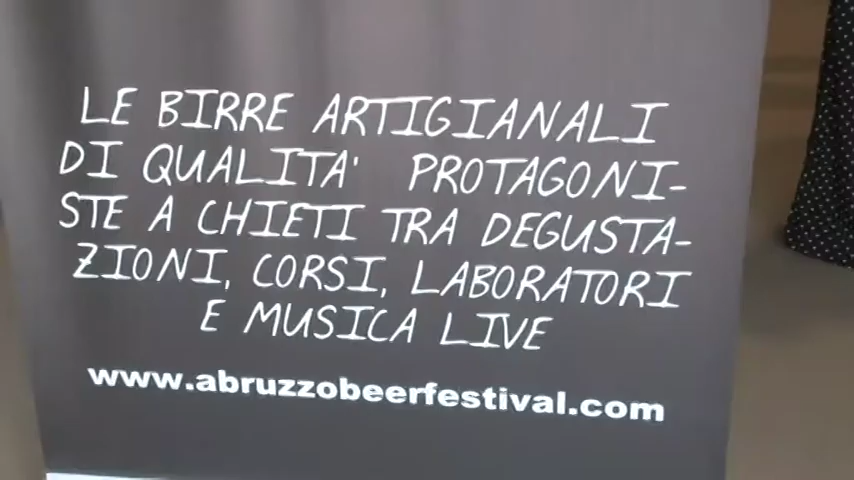 LE BIRRE ARTIGIANALI
DI QUALITA' PROTAGONI-
STE A CHIETI TRA DEGUSTA-
ZIONI, CORSI, LABORATORI
E MUSICA LIVE
www.abruzzobeerfestival.com